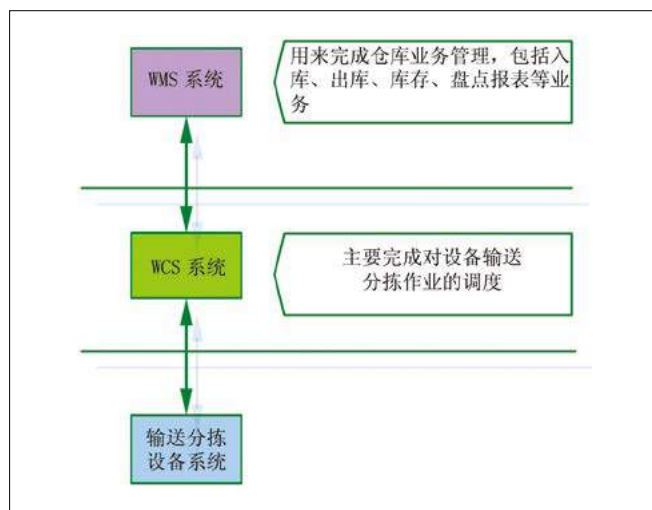 WMS 系统
用来完成仓库业务管理，包括入
库、出库、库存、盘点报表等业
务
WCS 系统
主要完成对设备输送
分拣作业的调度
输送分拣
设备系统